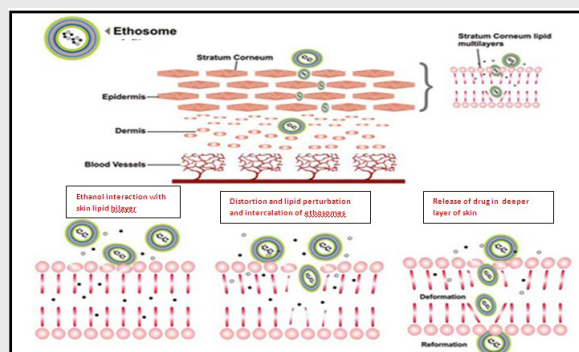 Ethosome
Stratum Corneum
Stratum Corneum lipid
multilayers
Epidermis
Dermis
Blood Vessels
Ethanol interaction with
skin lipid bilayer
Distortion and lipid perturbation
and intercalation of ethosomes
Release of drug in deeper
layer of skin
Deformation
Reformation